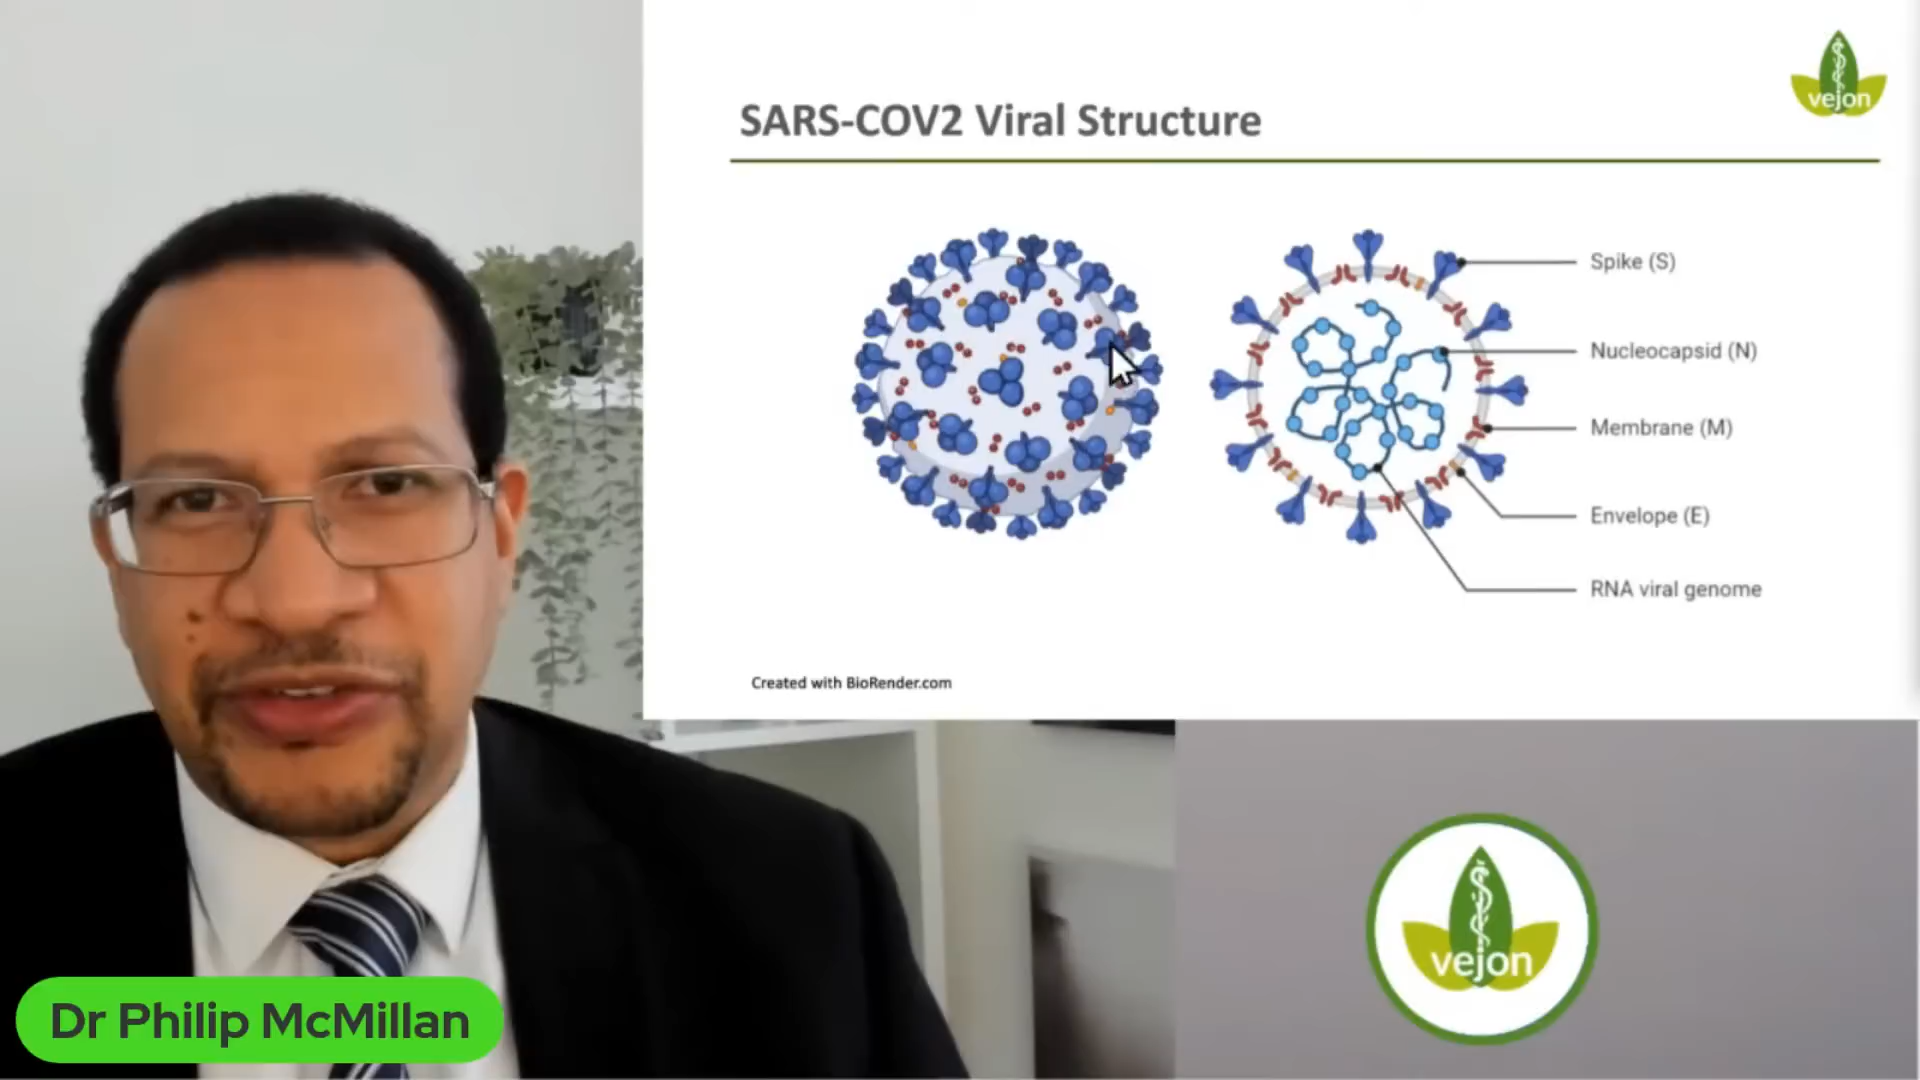 vejon
SARS-COV2 Viral Structure
Spike (S)
Nucleocapsid (N)
Membrane (M)
Envelope (E)
RNA viral genome
Created with BioRender.com
vejon
Dr Philip McMillan